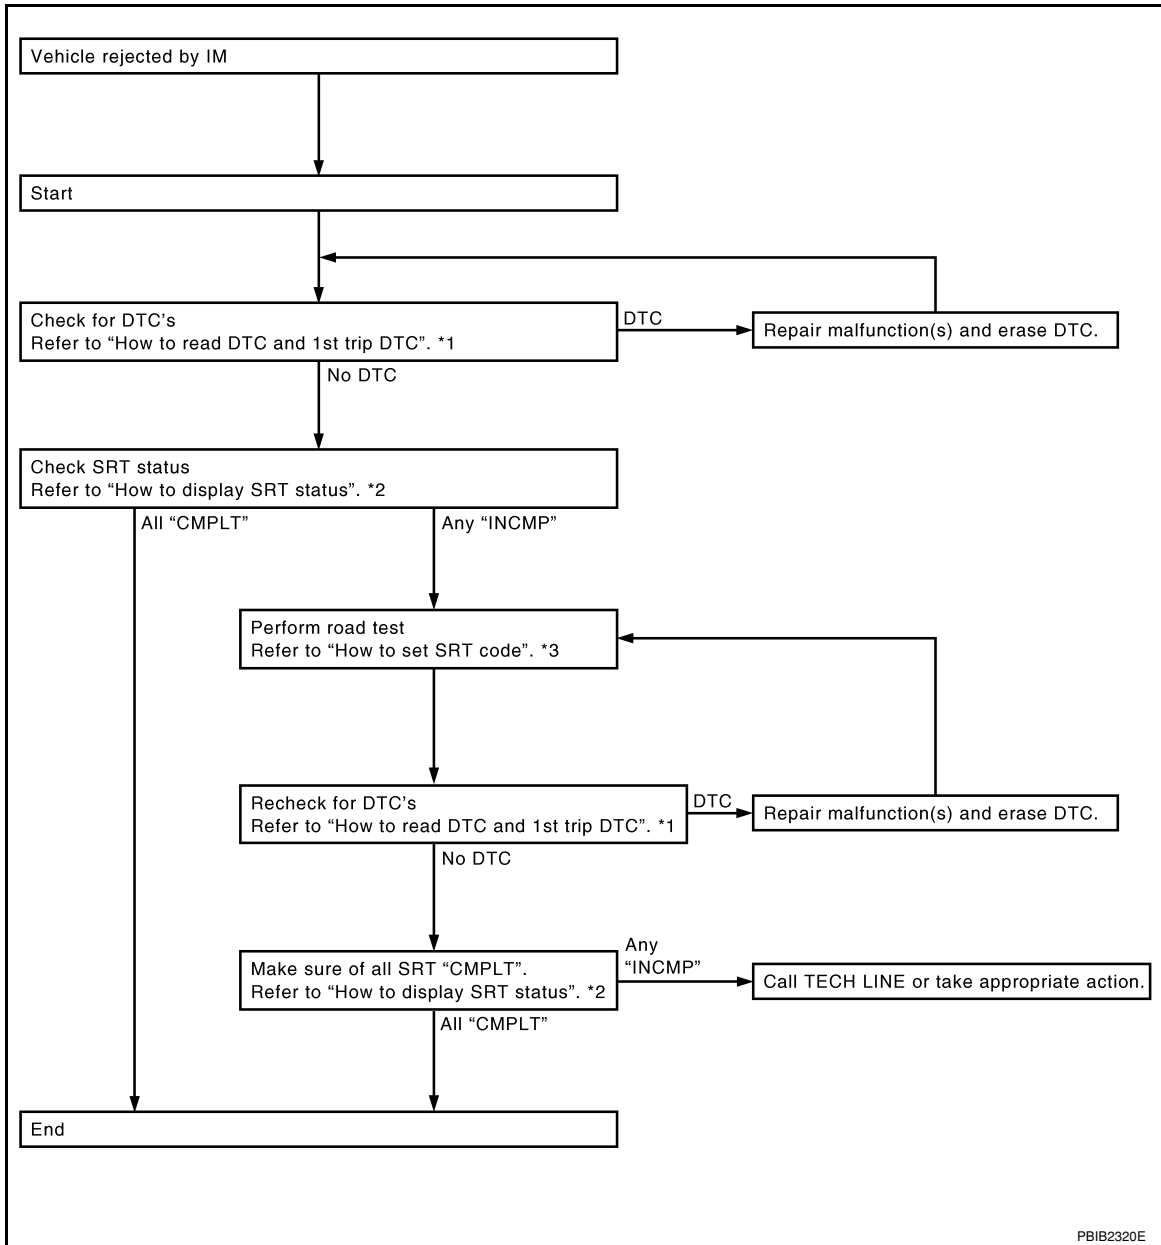 Vehicle rejected by IM
Start
Check for DTC's
Refer to “How to read DTC and 1st trip DTC”. *1
DTC
Repair malfunction(s) and erase DTC.
No DTC
Check SRT status
Refer to “How to display SRT status”. *2
All “CMPLT”
Any “INCMP”
Perform road test
Refer to “How to set SRT code”. *3
Recheck for DTC's
Refer to “How to read DTC and 1st trip DTC”. *1
DTC
Repair malfunction(s) and erase DTC.
No DTC
Make sure of all SRT “CMPLT”.
Refer to “How to display SRT status”. *2
Any
“INCMP”
Call TECH LINE or take appropriate action.
All “CMPLT”
End
PBIB2320E